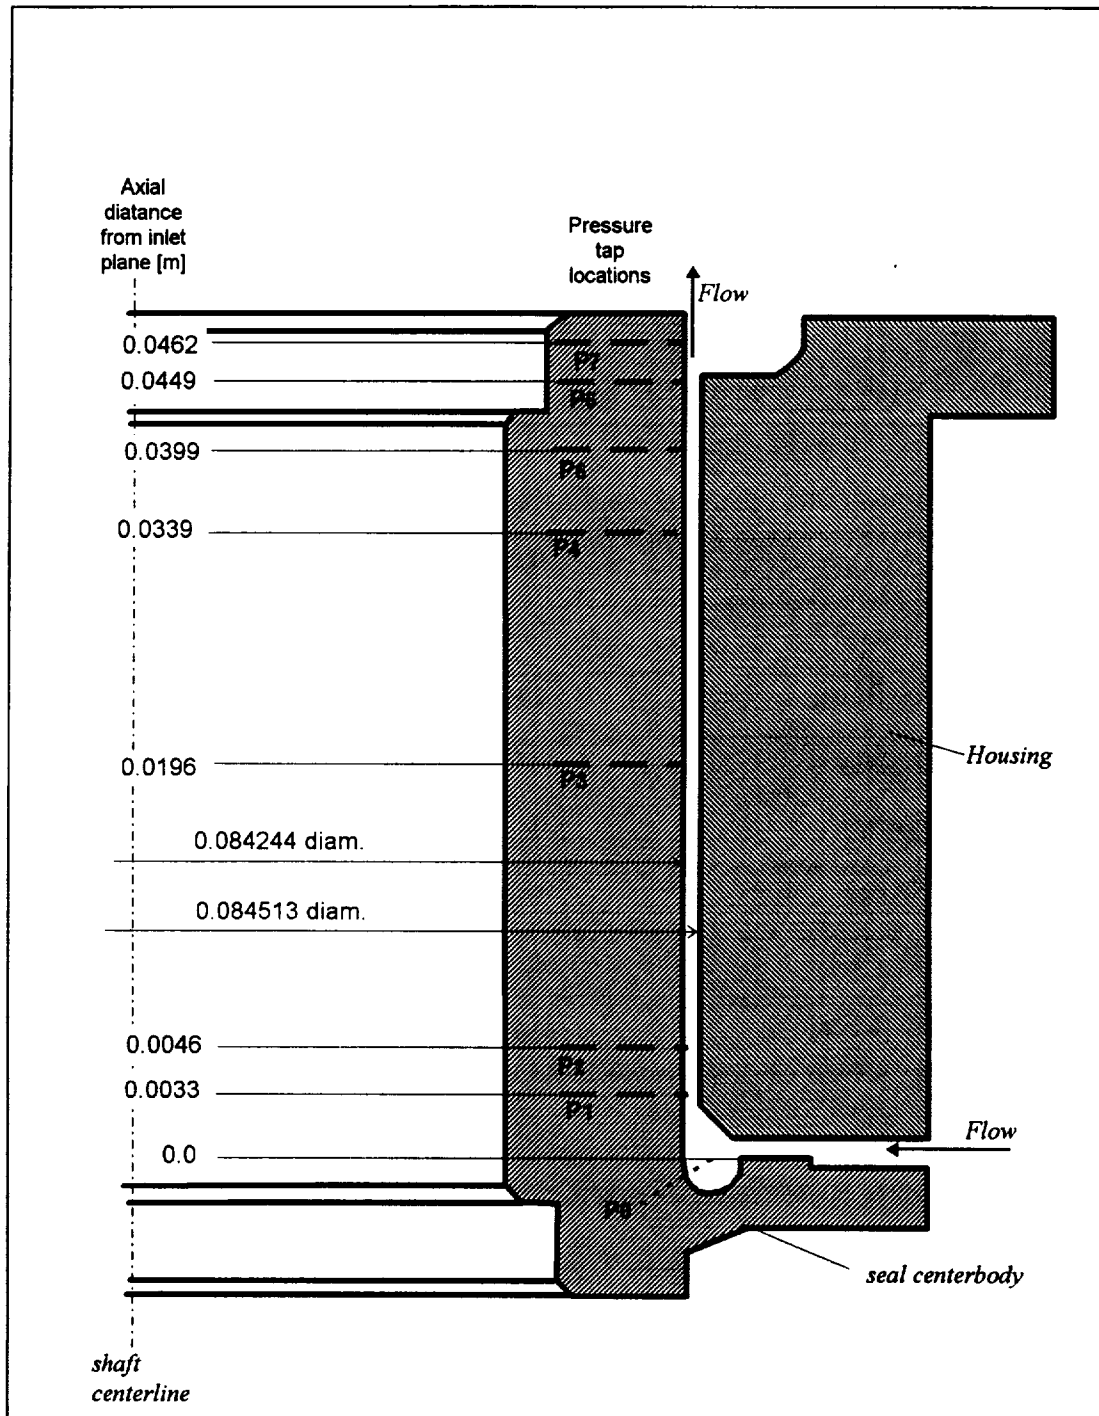 Axial
diatance
from inlet
plane [m]
Pressure
tap
locations
Flow
0.0462
P7
0.0449
0.0399
0.0339
P4
Housing
0.0196
P3
0.084244 diam.
0.084513 diam.
0.0046
P2
0.0033
P1
Flow
0.0
P0
seal centerbody
shaft
centerline